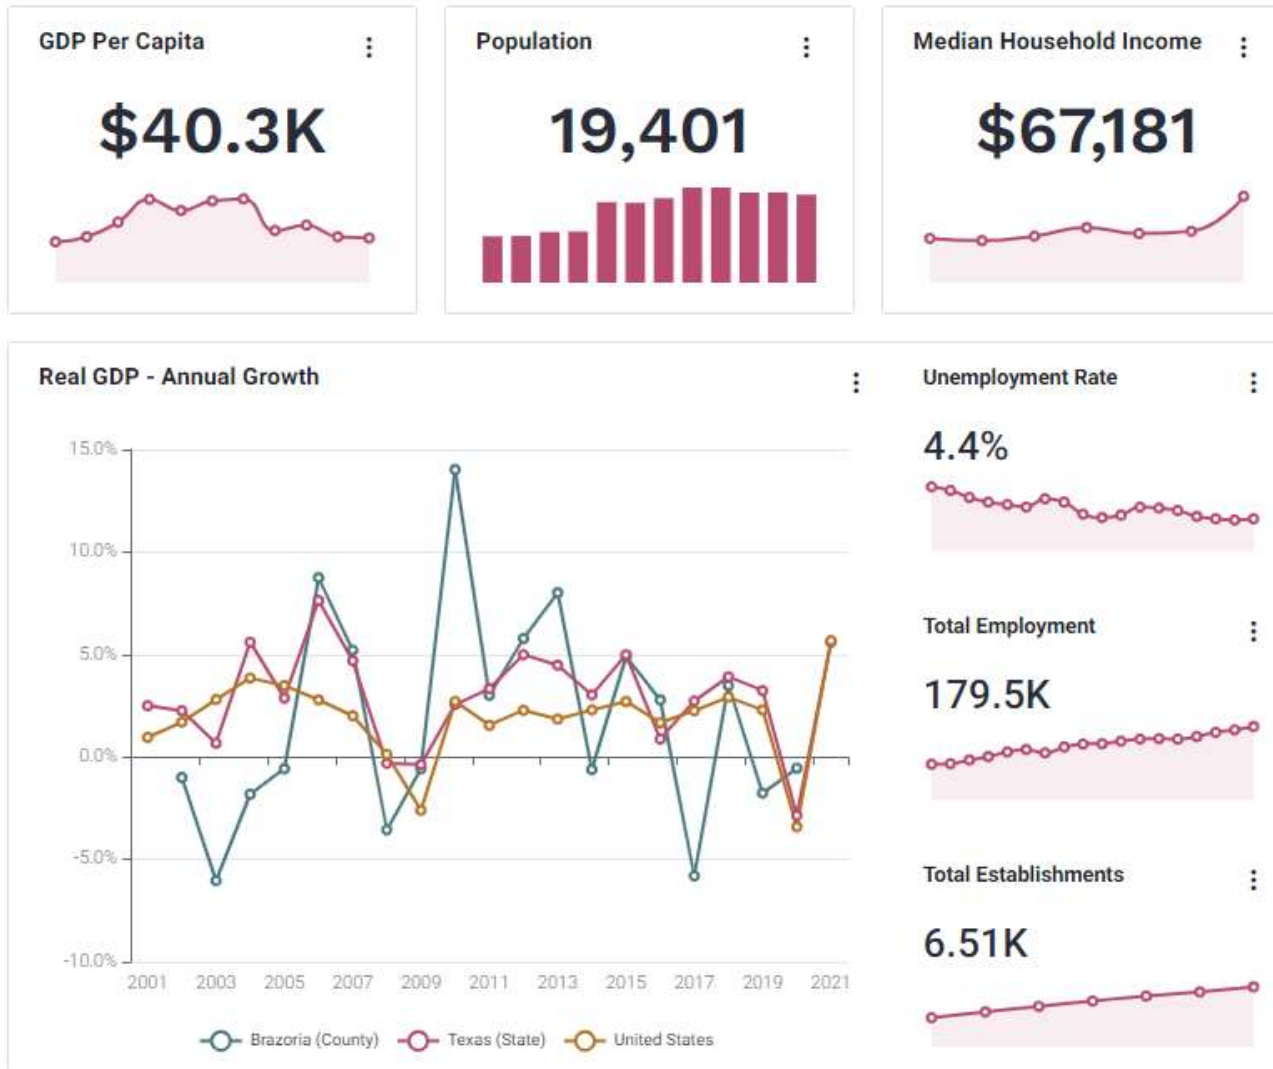 GDP Per Capita
$40.3K
Population
19,401
Median Household Income
$67,181
Real GDP - Annual Growth
15.0%
10.0%
5.0%
0.0%
-5.0%
-10.0%
2001 2003 2005 2007 2009 2011 2013 2015 2017 2019 2021
Brazoria (County) Texas (State) United States
Unemployment Rate
4.4%
Total Employment
179.5K
Total Establishments
6.51K